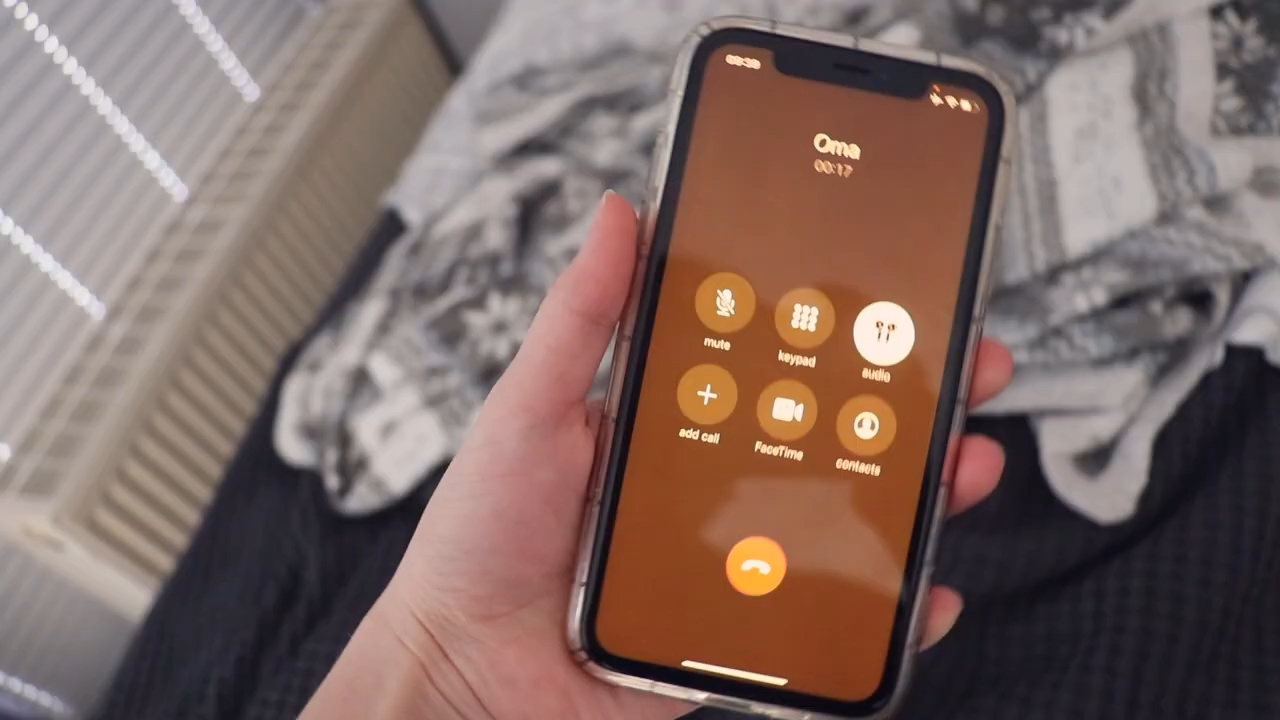 Oma
00:17
mute
keypad
audio
add call
FaceTime
contacts